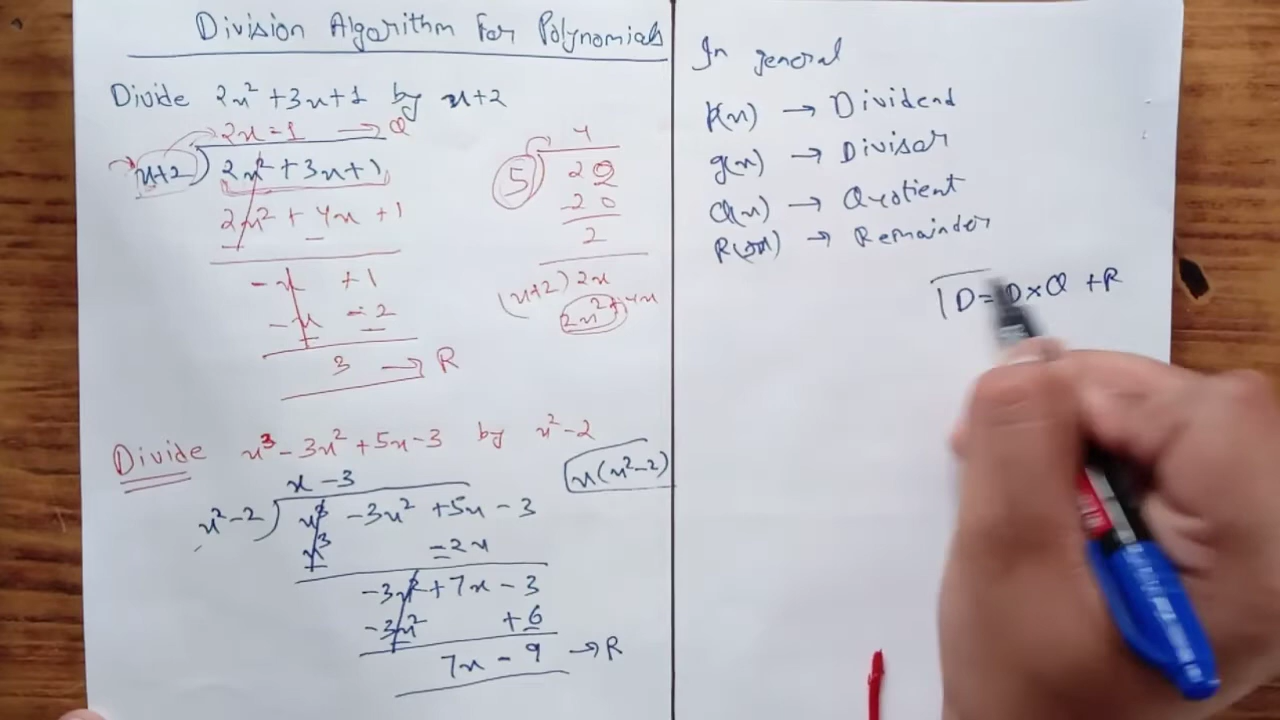 Division Algorithm For Polynomials
Divide 2x² + 3x + 1 by x + 2
2x - 1 → Q
x+2 ) 2x² + 3x + 1
2x² + 4x + 1
- x + 1
- x - 2
3 → R
4
5 ) 22
- 20
2
(x+2) 2x
2x² + 4x
Divide x³ - 3x² + 5x - 3 by x² - 2
x - 3
x(x²-2)
x² - 2 ) x³ - 3x² + 5x - 3
x³ - 2x
-3x² + 7x - 3
-3x² + 6
7x - 9 → R
In general
P(x) → Dividend
g(x) → Divisor
Q(x) → Quotient
R(x) → Remainder
D = D × Q + R